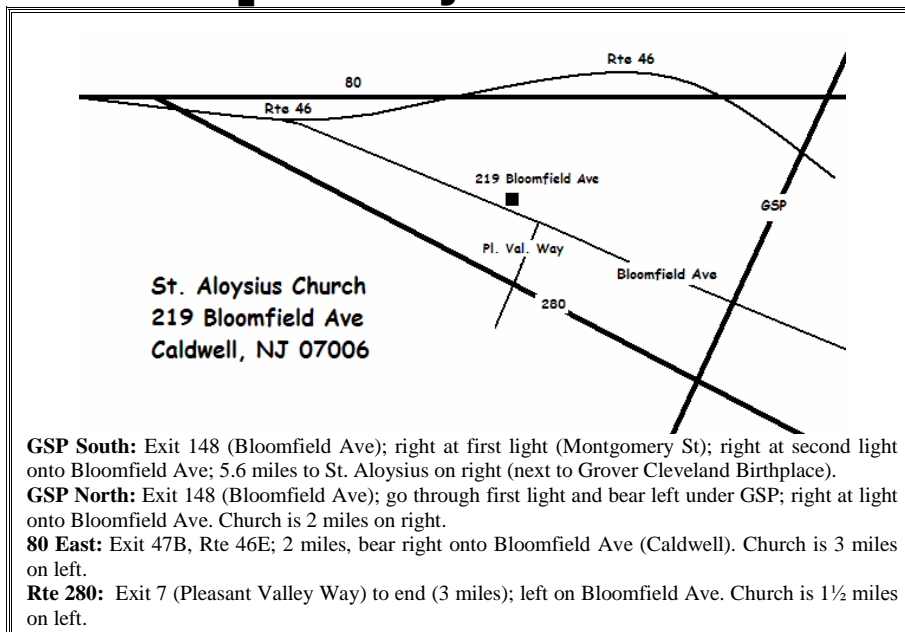 Rte 46
80
Rte 46
219 Bloomfield Ave
GSP
Pl. Val. Way
Bloomfield Ave
280
St. Aloysius Church
219 Bloomfield Ave
Caldwell, NJ 07006
GSP South: Exit 148 (Bloomfield Ave); right at first light (Montgomery St); right at second light
onto Bloomfield Ave; 5.6 miles to St. Aloysius on right (next to Grover Cleveland Birthplace).
GSP North: Exit 148 (Bloomfield Ave); go through first light and bear left under GSP; right at light
onto Bloomfield Ave. Church is 2 miles on right.
80 East: Exit 47B, Rte 46E; 2 miles, bear right onto Bloomfield Ave (Caldwell). Church is 3 miles
on left.
Rte 280: Exit 7 (Pleasant Valley Way) to end (3 miles); left on Bloomfield Ave. Church is 1½ miles
on left.